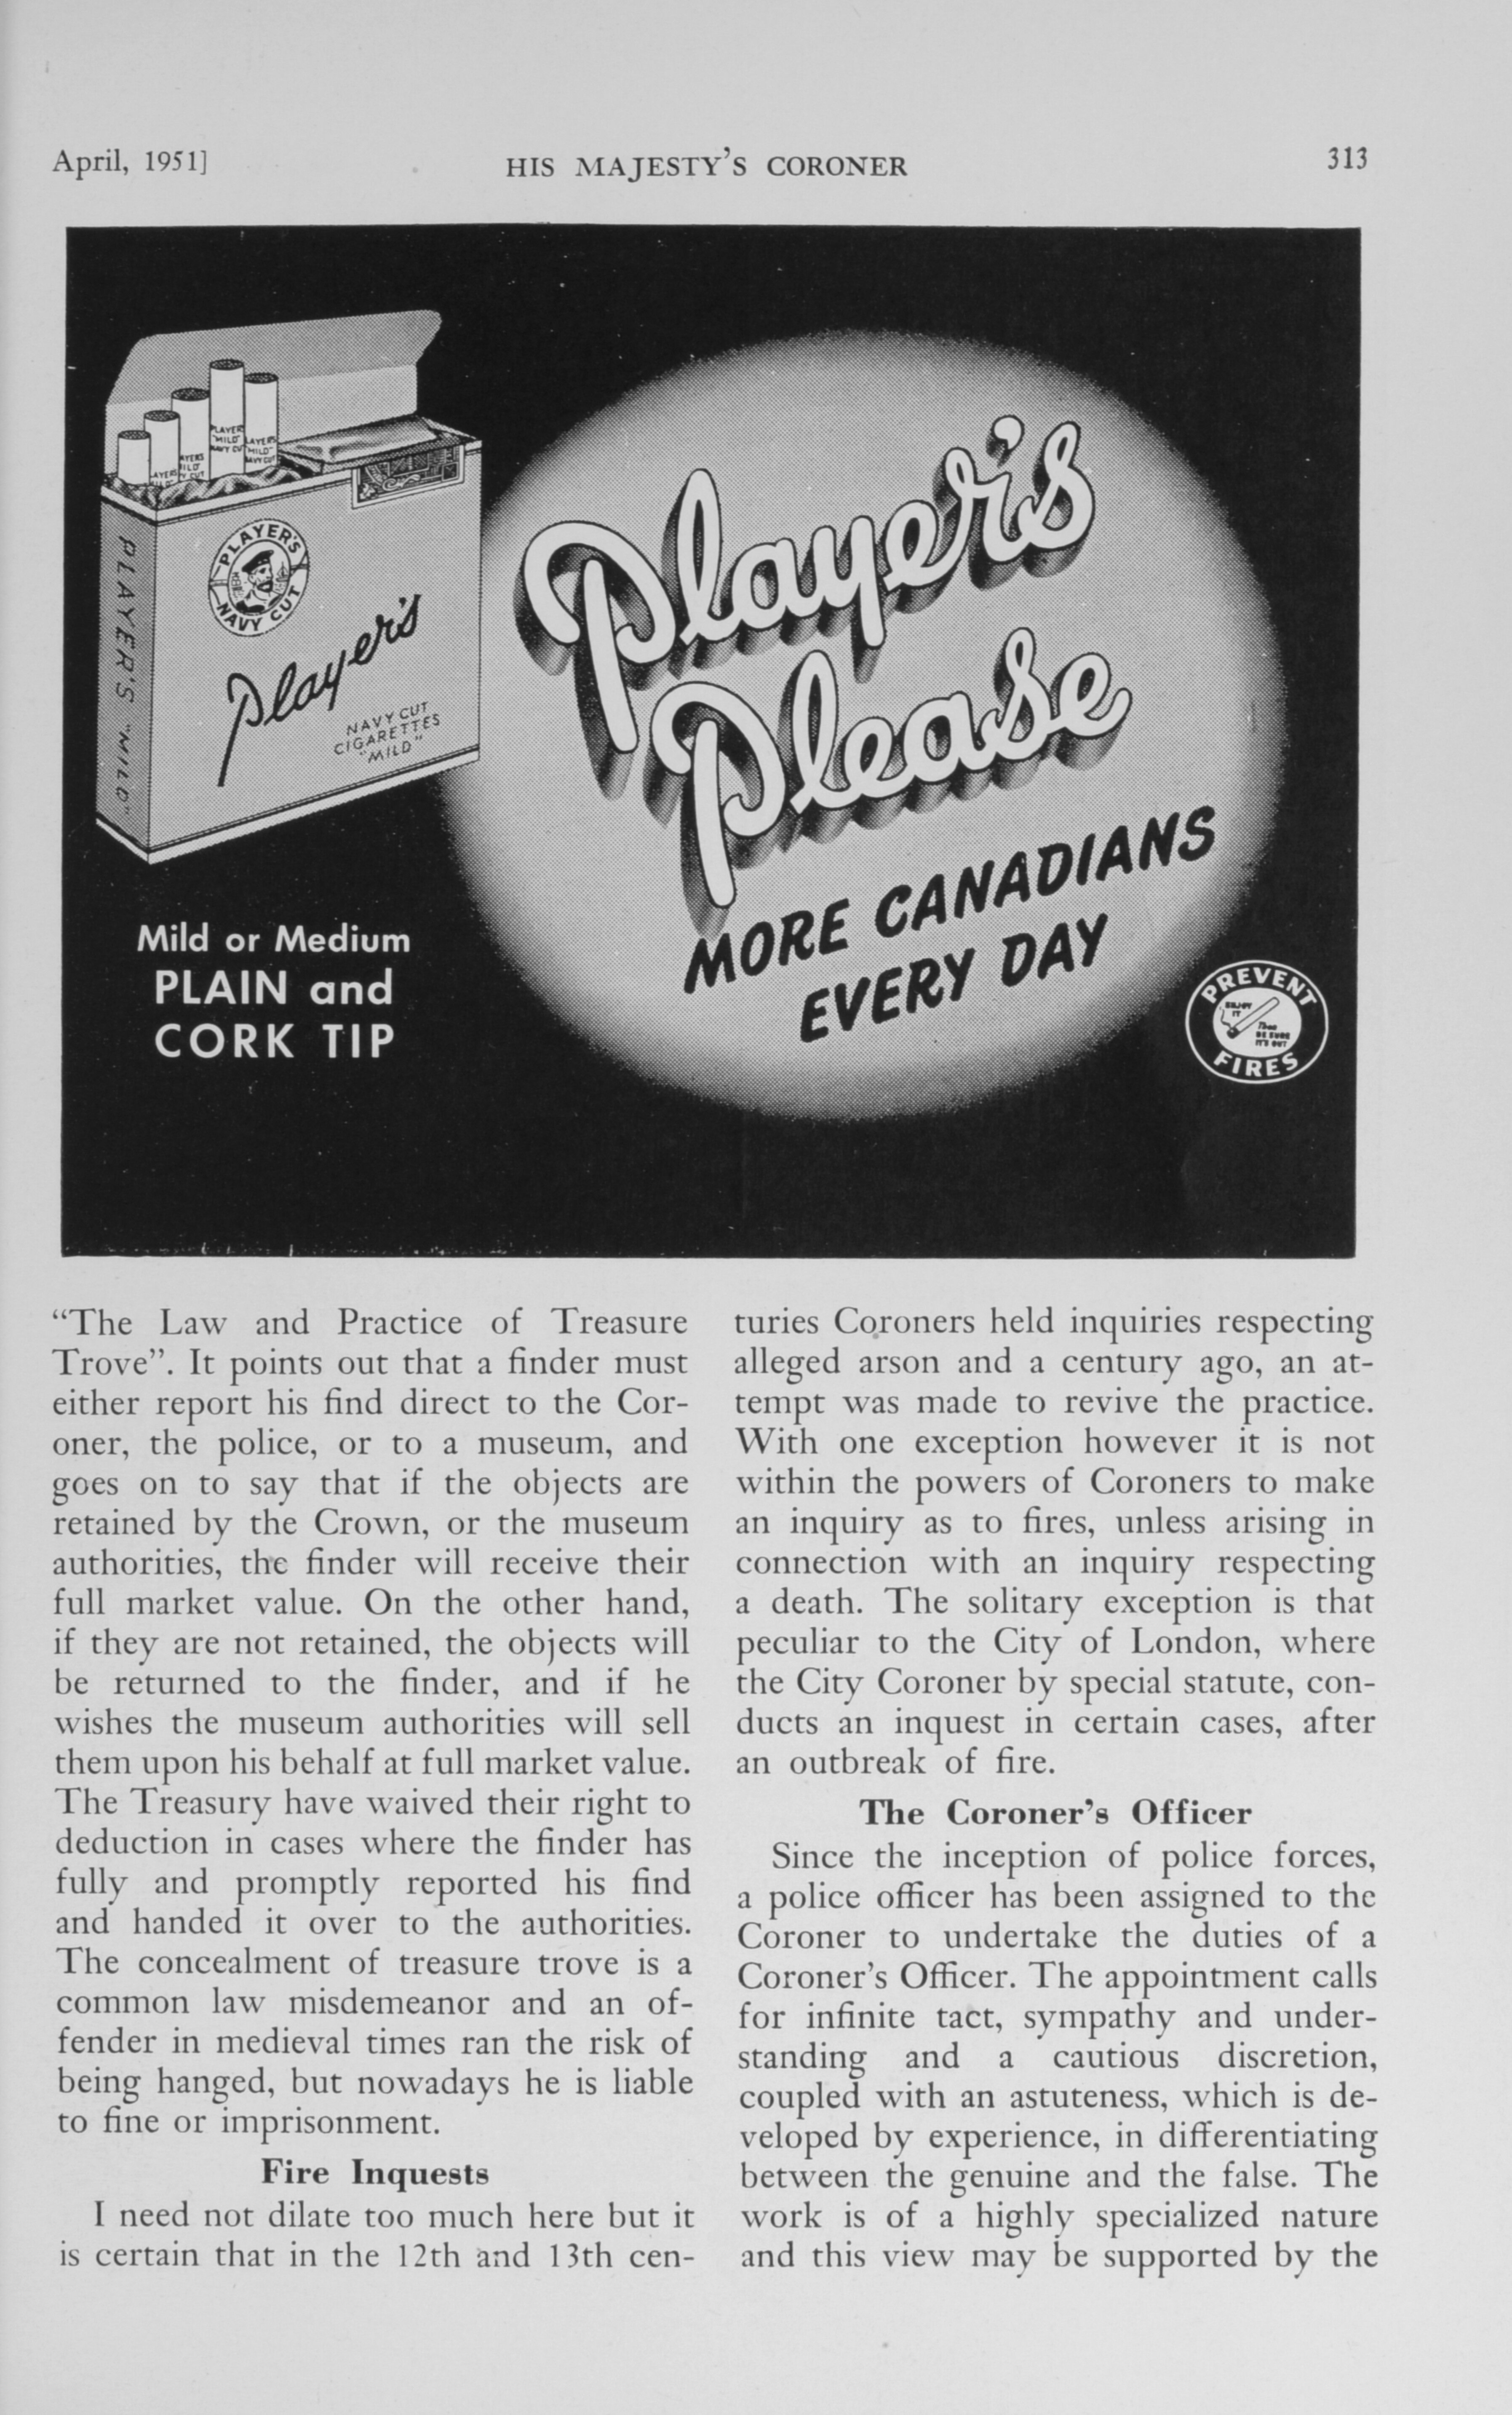 April, 1951]
HIS MAJESTY'S CORONER
313
PLAYER'S
"MILD"
NAVY CUT
PLAYER'S
NAVY CUT
Player's
NAVY CUT
CIGARETTES
"MILD"
PLAYER'S "MILD"
Player's
Please
MORE CANADIANS
EVERY DAY
Mild or Medium
PLAIN and
CORK TIP
PREVENT
ENJOY
IT
Then
BE SURE
IT'S OUT
FIRES
“The Law and Practice of Treasure
Trove”. It points out that a finder must
either report his find direct to the Cor-
oner, the police, or to a museum, and
goes on to say that if the objects are
retained by the Crown, or the museum
authorities, the finder will receive their
full market value. On the other hand,
if they are not retained, the objects will
be returned to the finder, and if he
wishes the museum authorities will sell
them upon his behalf at full market value.
The Treasury have waived their right to
deduction in cases where the finder has
fully and promptly reported his find
and handed it over to the authorities.
The concealment of treasure trove is a
common law misdemeanor and an of-
fender in medieval times ran the risk of
being hanged, but nowadays he is liable
to fine or imprisonment.
Fire Inquests
I need not dilate too much here but it
is certain that in the 12th and 13th cen-
turies Coroners held inquiries respecting
alleged arson and a century ago, an at-
tempt was made to revive the practice.
With one exception however it is not
within the powers of Coroners to make
an inquiry as to fires, unless arising in
connection with an inquiry respecting
a death. The solitary exception is that
peculiar to the City of London, where
the City Coroner by special statute, con-
ducts an inquest in certain cases, after
an outbreak of fire.
The Coroner's Officer
Since the inception of police forces,
a police officer has been assigned to the
Coroner to undertake the duties of a
Coroner's Officer. The appointment calls
for infinite tact, sympathy and under-
standing and a cautious discretion,
coupled with an astuteness, which is de-
veloped by experience, in differentiating
between the genuine and the false. The
work is of a highly specialized nature
and this view may be supported by the